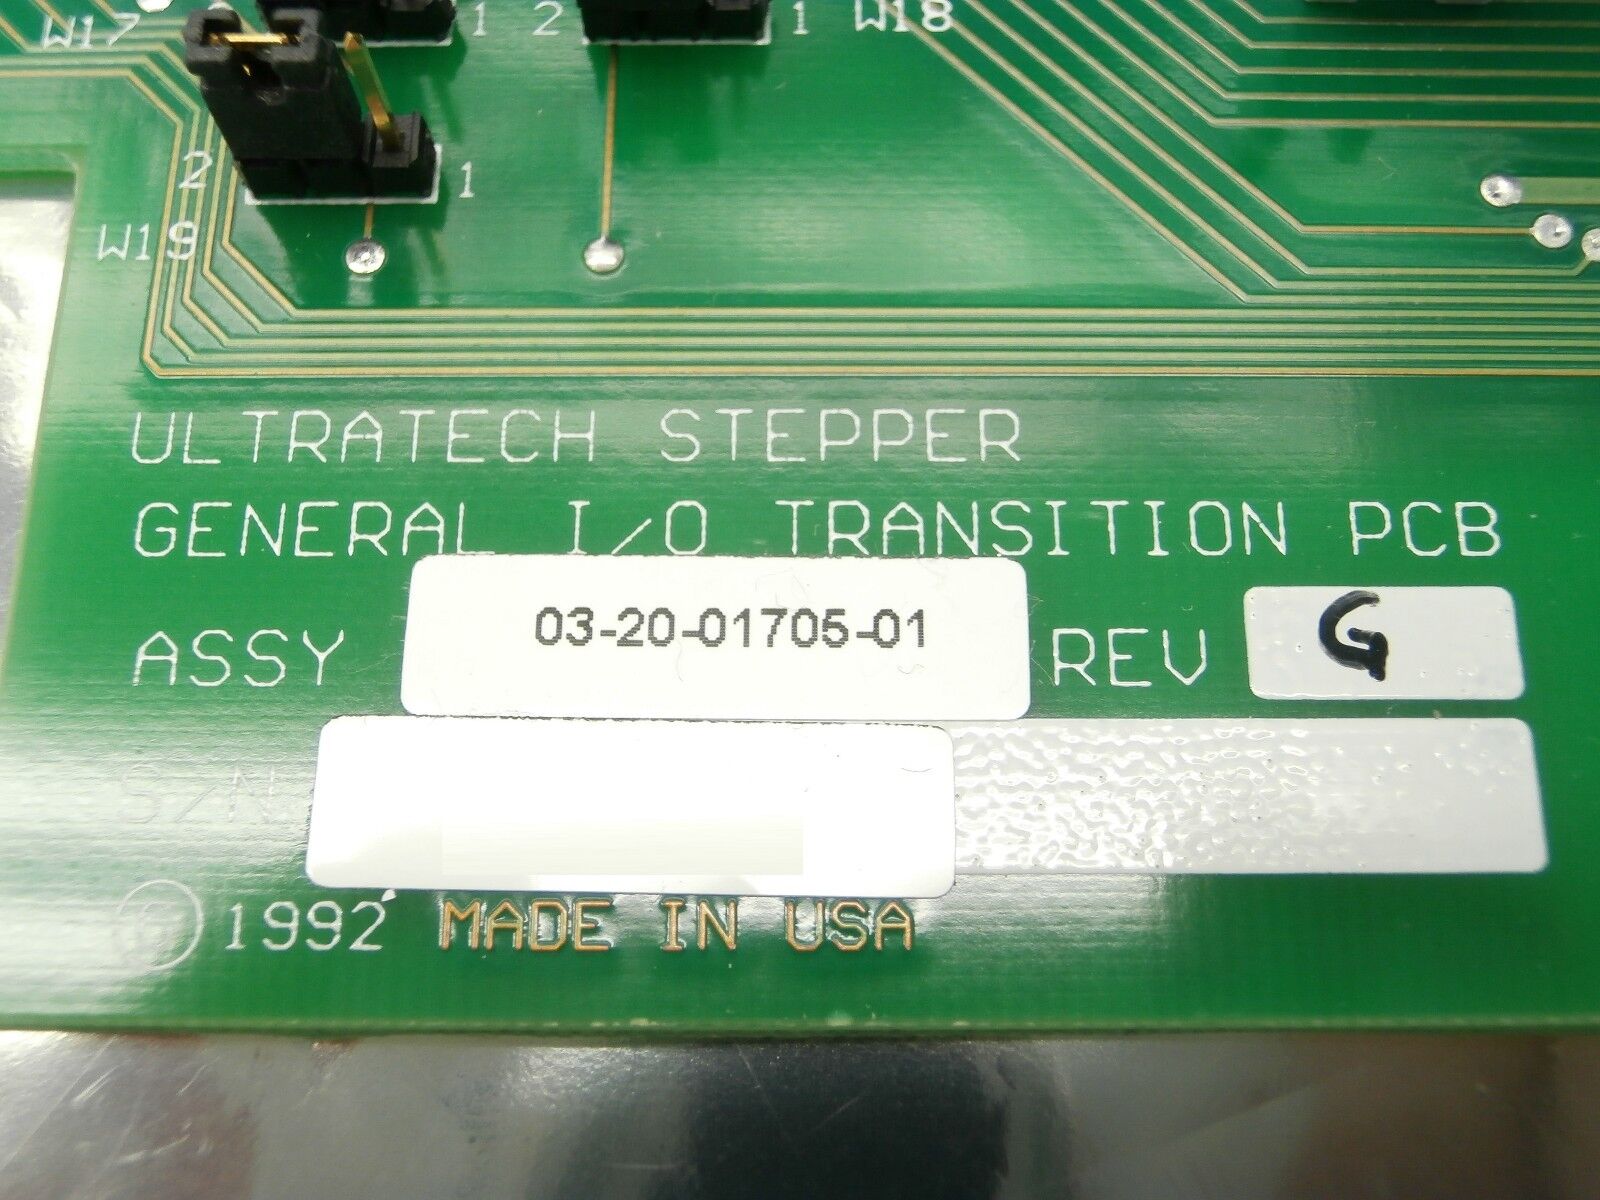 W17 1 2 1 W18
2 1
W19
ULTRATECH STEPPER
GENERAL I/O TRANSITION PCB
ASSY 03-20-01705-01 REV G
S/N
© 1992 MADE IN USA